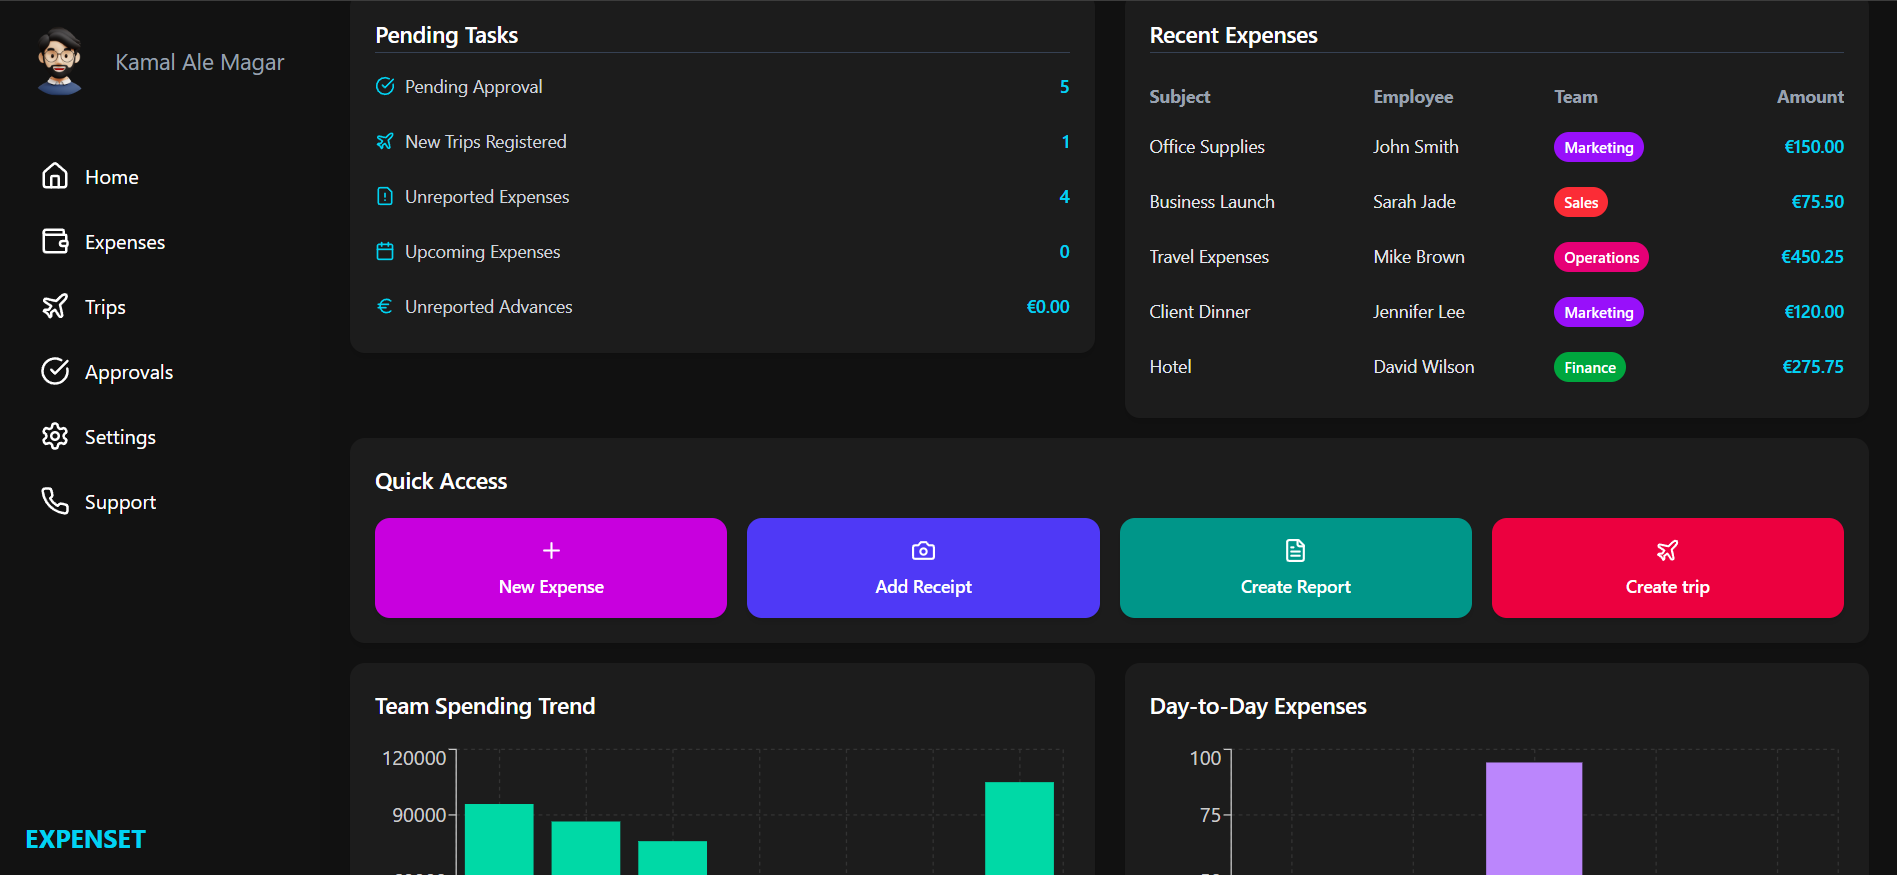 Kamal Ale Magar
Home
Expenses
Trips
Approvals
Settings
Support
EXPENSET
Pending Tasks
Pending Approval 5
New Trips Registered 1
Unreported Expenses 4
Upcoming Expenses 0
Unreported Advances €0.00
Recent Expenses
Subject Employee Team Amount
Office Supplies John Smith Marketing €150.00
Business Launch Sarah Jade Sales €75.50
Travel Expenses Mike Brown Operations €450.25
Client Dinner Jennifer Lee Marketing €120.00
Hotel David Wilson Finance €275.75
Quick Access
New Expense
Add Receipt
Create Report
Create trip
Team Spending Trend
120000
90000
Day-to-Day Expenses
100
75